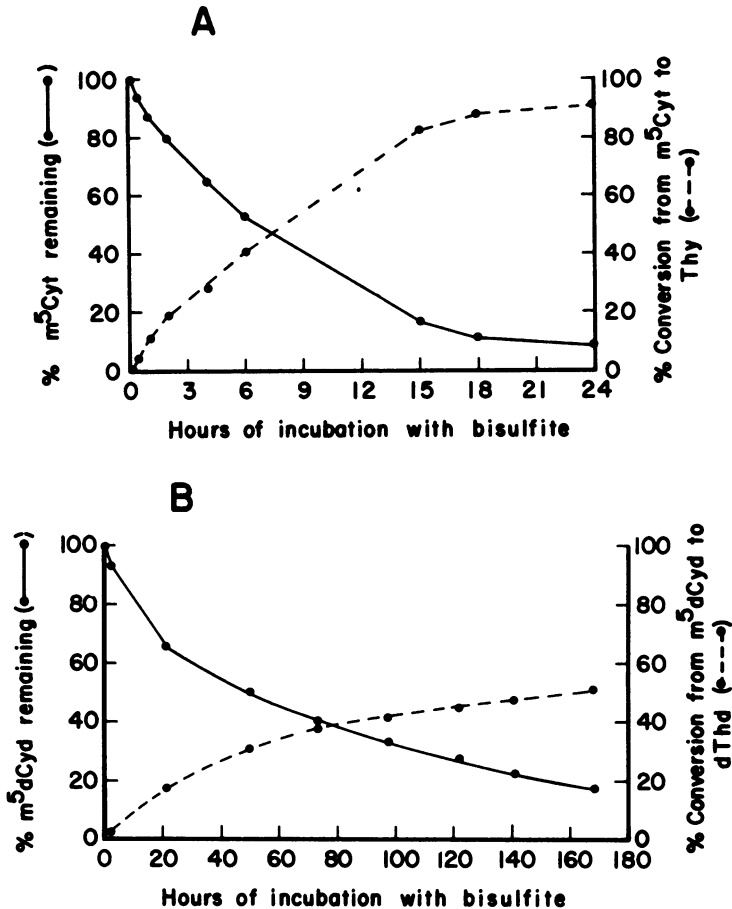 A
% m⁵Cyt remaining (●—●)
100
80
60
40
20
0
100
80
60
40
20
0
% Conversion from m⁵Cyt to
Thy (●---●)
0 3 6 9 12 15 18 21 24
Hours of incubation with bisulfite
B
% m⁵dCyd remaining (●—●)
100
80
60
40
20
0
100
80
60
40
20
0
% Conversion from m⁵dCyd to
dThd (●---●)
0 20 40 60 80 100 120 140 160 180
Hours of incubation with bisulfite